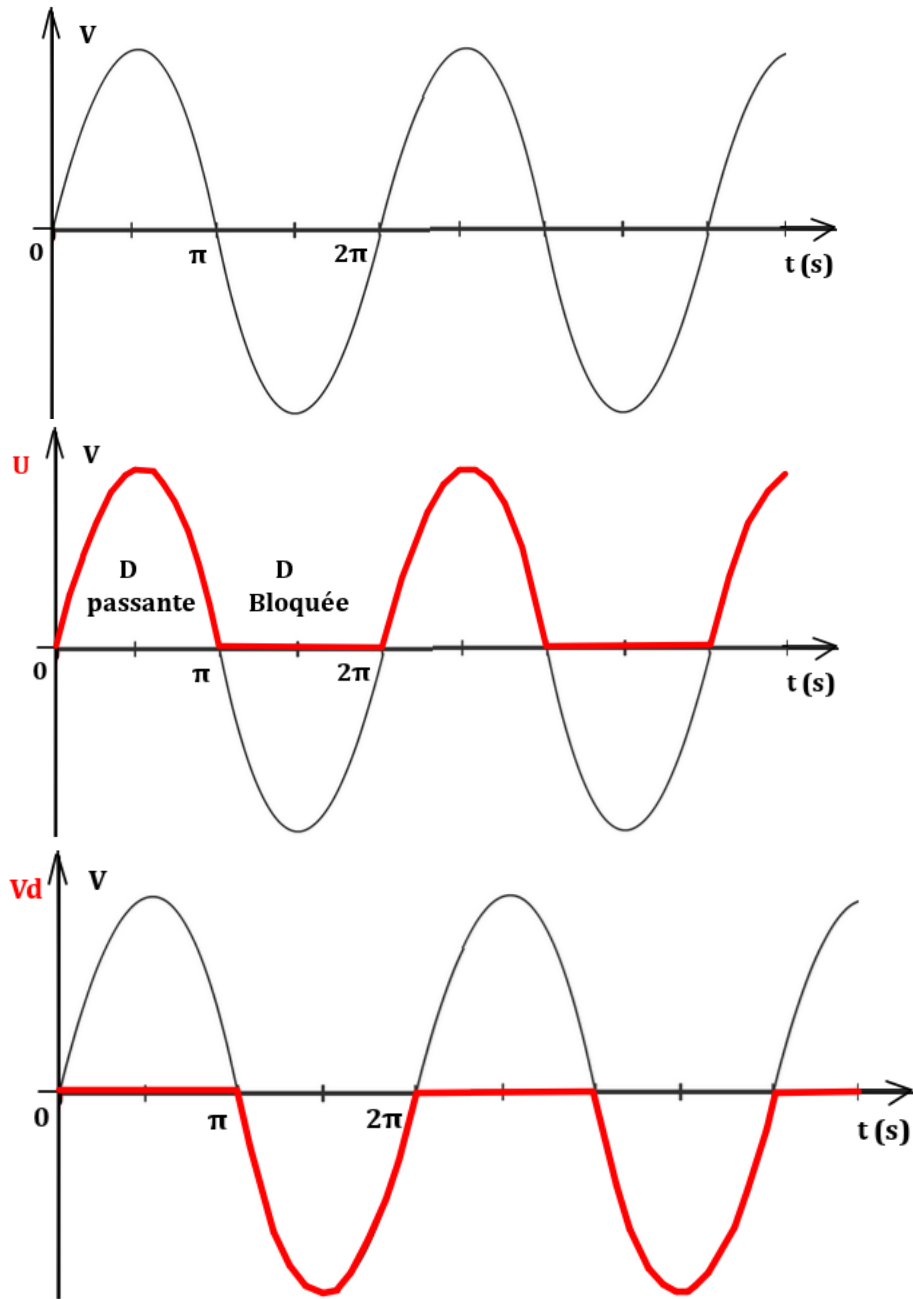 V
0
π
2π
t (s)
U
V
D
passante
D
Bloquée
0
π
2π
t (s)
Vd
V
0
π
2π
t (s)